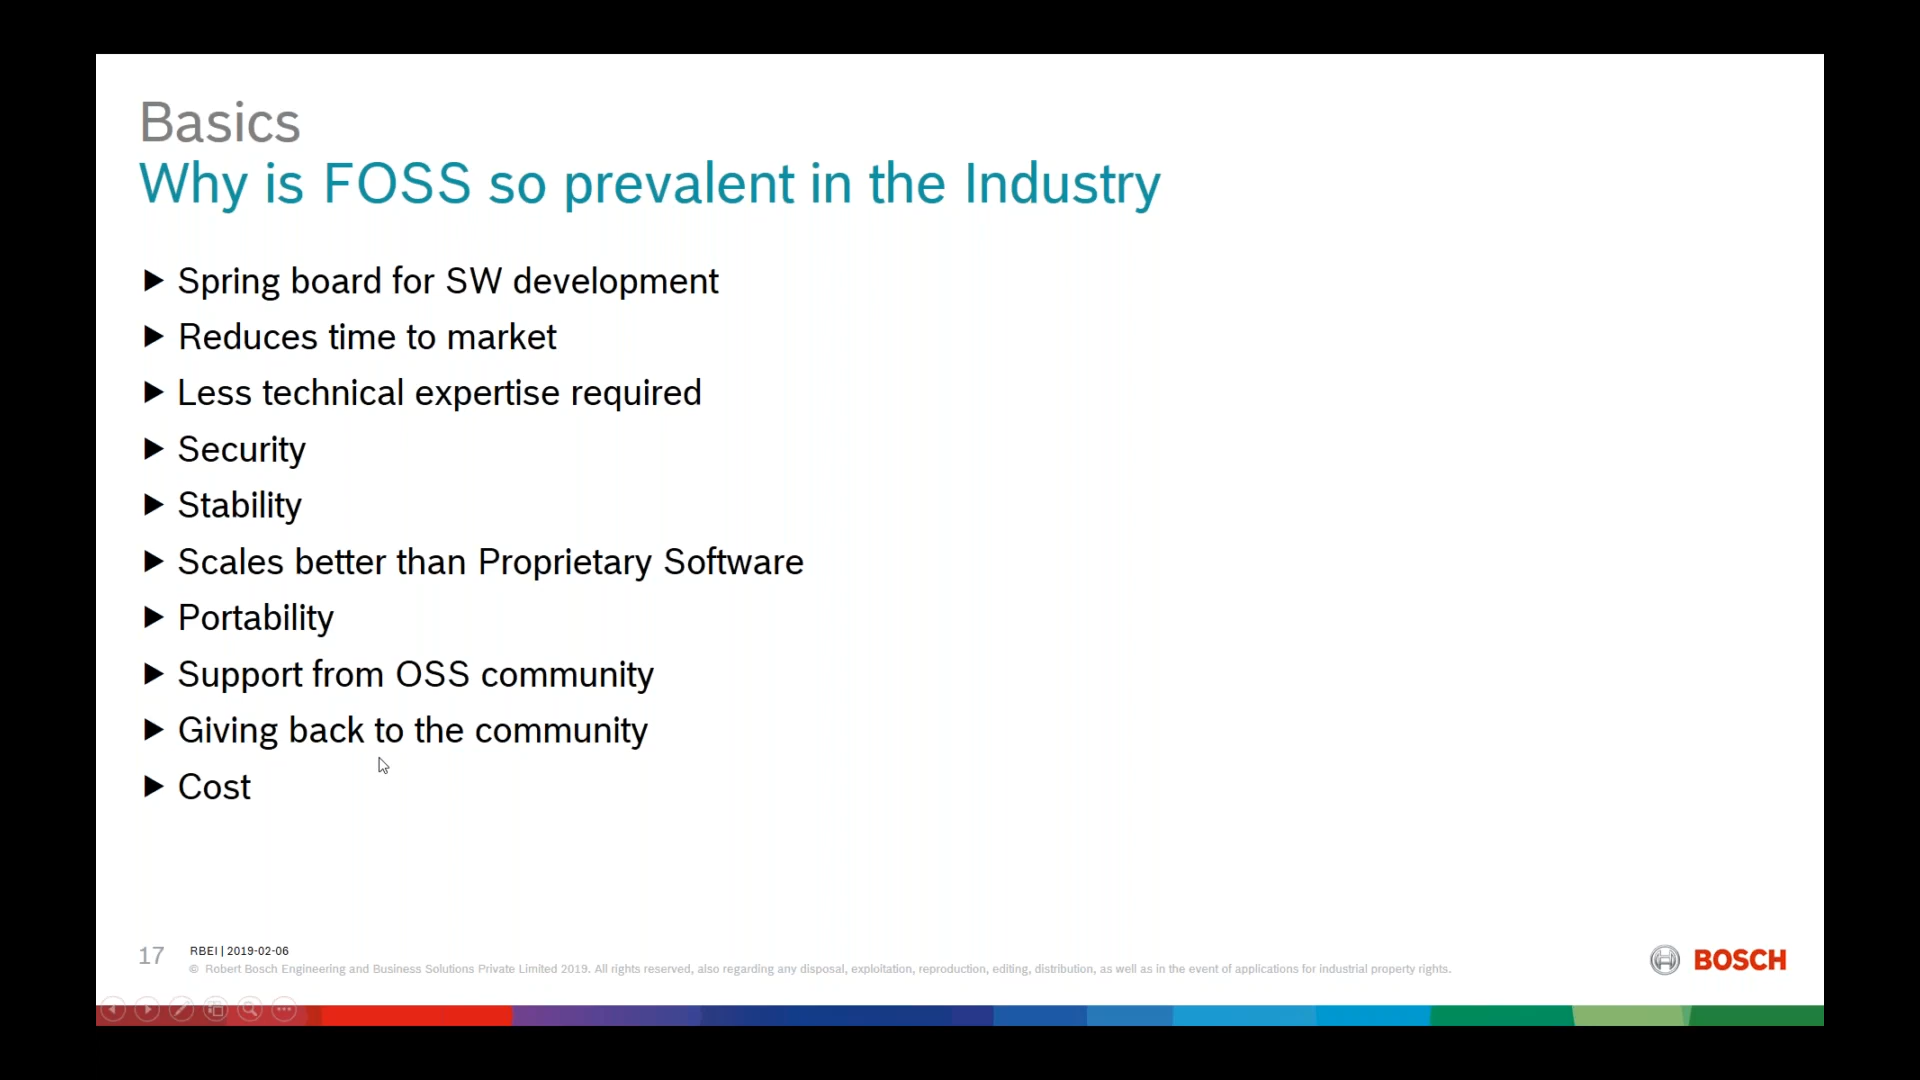 Basics
Why is FOSS so prevalent in the Industry
▶ Spring board for SW development
▶ Reduces time to market
▶ Less technical expertise required
▶ Security
▶ Stability
▶ Scales better than Proprietary Software
▶ Portability
▶ Support from OSS community
▶ Giving back to the community
▶ Cost
17
RBEI | 2019-02-06
© Robert Bosch Engineering and Business Solutions Private Limited 2019. All rights reserved, also regarding any disposal, exploitation, reproduction, editing, distribution, as well as in the event of applications for industrial property rights.
BOSCH